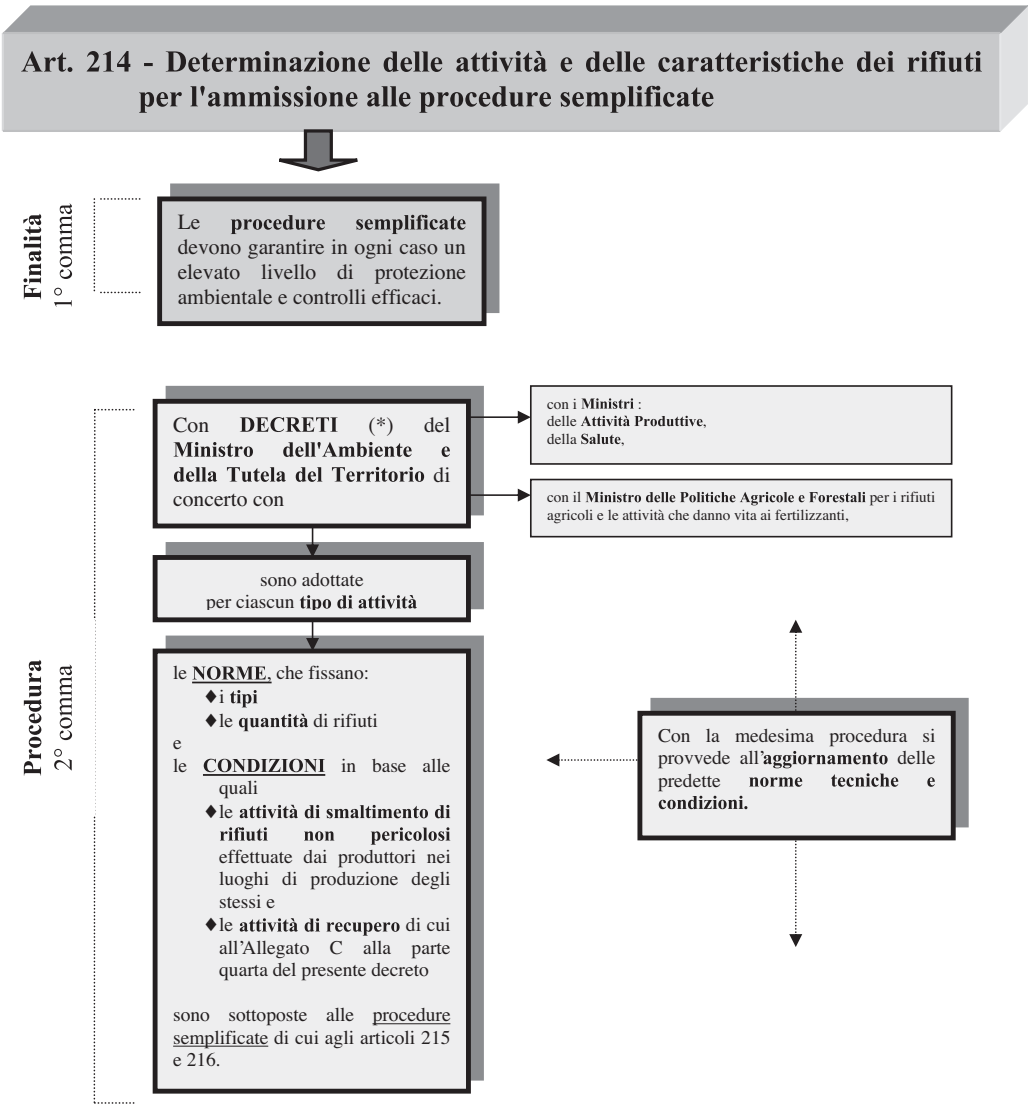 Art. 214 - Determinazione delle attività e delle caratteristiche dei rifiuti
per l'ammissione alle procedure semplificate
Finalità
1° comma
Le procedure semplificate
devono garantire in ogni caso un
elevato livello di protezione
ambientale e controlli efficaci.
Procedura
2° comma
Con DECRETI (*) del
Ministro dell'Ambiente e
della Tutela del Territorio di
concerto con
con i Ministri :
delle Attività Produttive,
della Salute,
con il Ministro delle Politiche Agricole e Forestali per i rifiuti
agricoli e le attività che danno vita ai fertilizzanti,
sono adottate
per ciascun tipo di attività
le NORME, che fissano:
♦i tipi
♦le quantità di rifiuti
e
le CONDIZIONI in base alle
quali
♦le attività di smaltimento di
rifiuti non pericolosi
effettuate dai produttori nei
luoghi di produzione degli
stessi e
♦le attività di recupero di cui
all'Allegato C alla parte
quarta del presente decreto
sono sottoposte alle procedure
semplificate di cui agli articoli 215
e 216.
Con la medesima procedura si
provvede all'aggiornamento delle
predette norme tecniche e
condizioni.